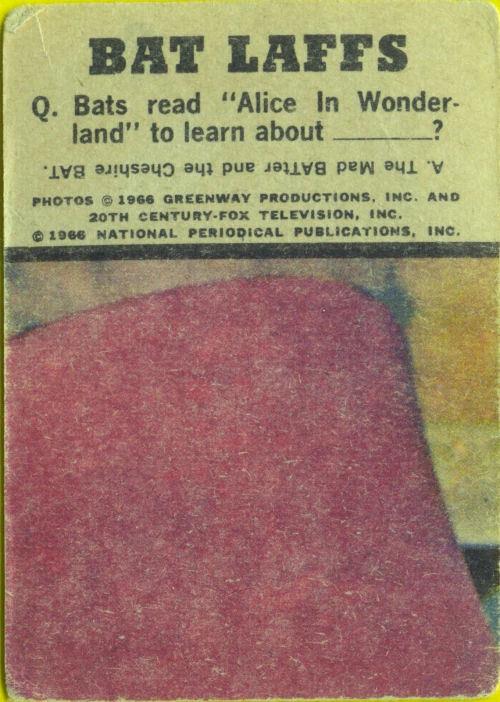 BAT LAFFS
Q. Bats read "Alice In Wonder-
land" to learn about ________?
A. The Mad BATTer and the Cheshire BAT.
PHOTOS © 1966 GREENWAY PRODUCTIONS, INC. AND
20TH CENTURY-FOX TELEVISION, INC.
© 1966 NATIONAL PERIODICAL PUBLICATIONS, INC.